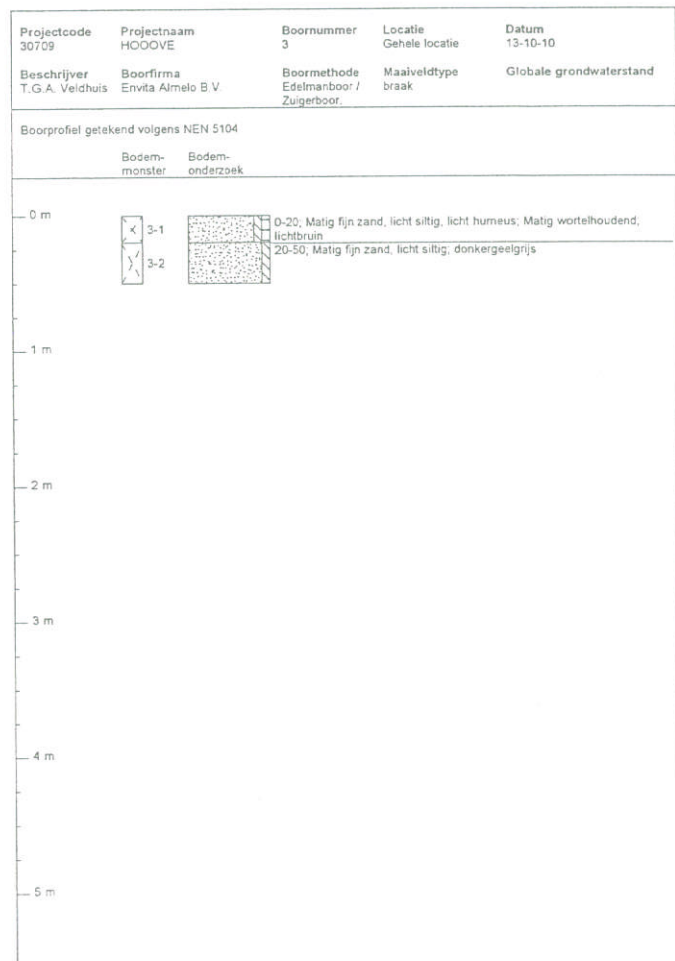 Projectcode Projectnaam Boornummer Locatie Datum
30709 HOOOVE 3 Gehele locatie 13-10-10
Beschrijver Boorfirma Boormethode Maaiveldtype Globale grondwaterstand
T.G.A. Veldhuis Envita Almelo B.V. Edelmanboor / braak
Zuigerboor.
Boorprofiel getekend volgens NEN 5104
Bodem- Bodem-
monster onderzoek
0 m
3-1 0-20; Matig fijn zand, licht siltig, licht humeus; Matig wortelhoudend,
lichtbruin
3-2 20-50; Matig fijn zand, licht siltig; donkergeelgrijs
1 m
2 m
3 m
4 m
5 m